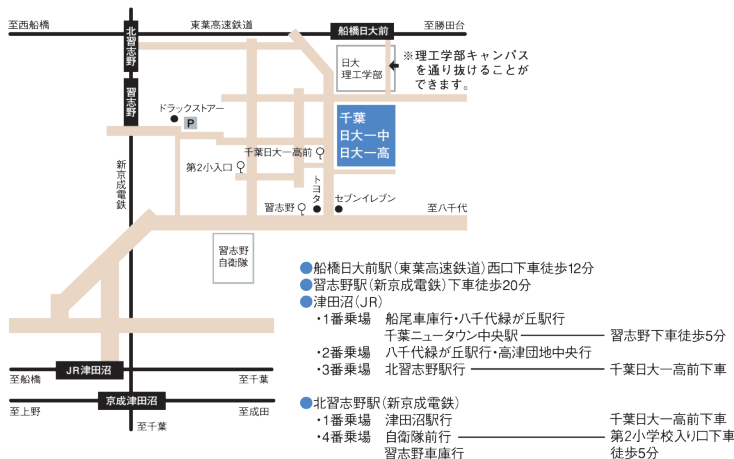 至西船橋
北習志野
東葉高速鉄道
船橋日大前
至勝田台
日大
理工学部
※理工学部キャンパス
を通り抜けることが
できます。
習志野
ドラックストアー
P
千葉
日大一中
日大一高
千葉日大一高前
第2小入口
新京成電鉄
トヨタ
セブンイレブン
習志野
至八千代
習志野
自衛隊
●船橋日大前駅(東葉高速鉄道)西口下車徒歩12分
●習志野駅(新京成電鉄)下車徒歩20分
●津田沼(JR)
・1番乗場 船尾車庫行・八千代緑が丘駅行
千葉ニュータウン中央駅 習志野下車徒歩5分
・2番乗場 八千代緑が丘駅行・高津団地中央行
・3番乗場 北習志野駅行 千葉日大一高前下車
JR津田沼
至船橋
至千葉
京成津田沼
至上野
至成田
至千葉
●北習志野駅(新京成電鉄)
・1番乗場 津田沼駅行 千葉日大一高前下車
・4番乗場 自衛隊前行 第2小学校入り口下車
習志野車庫行 徒歩5分